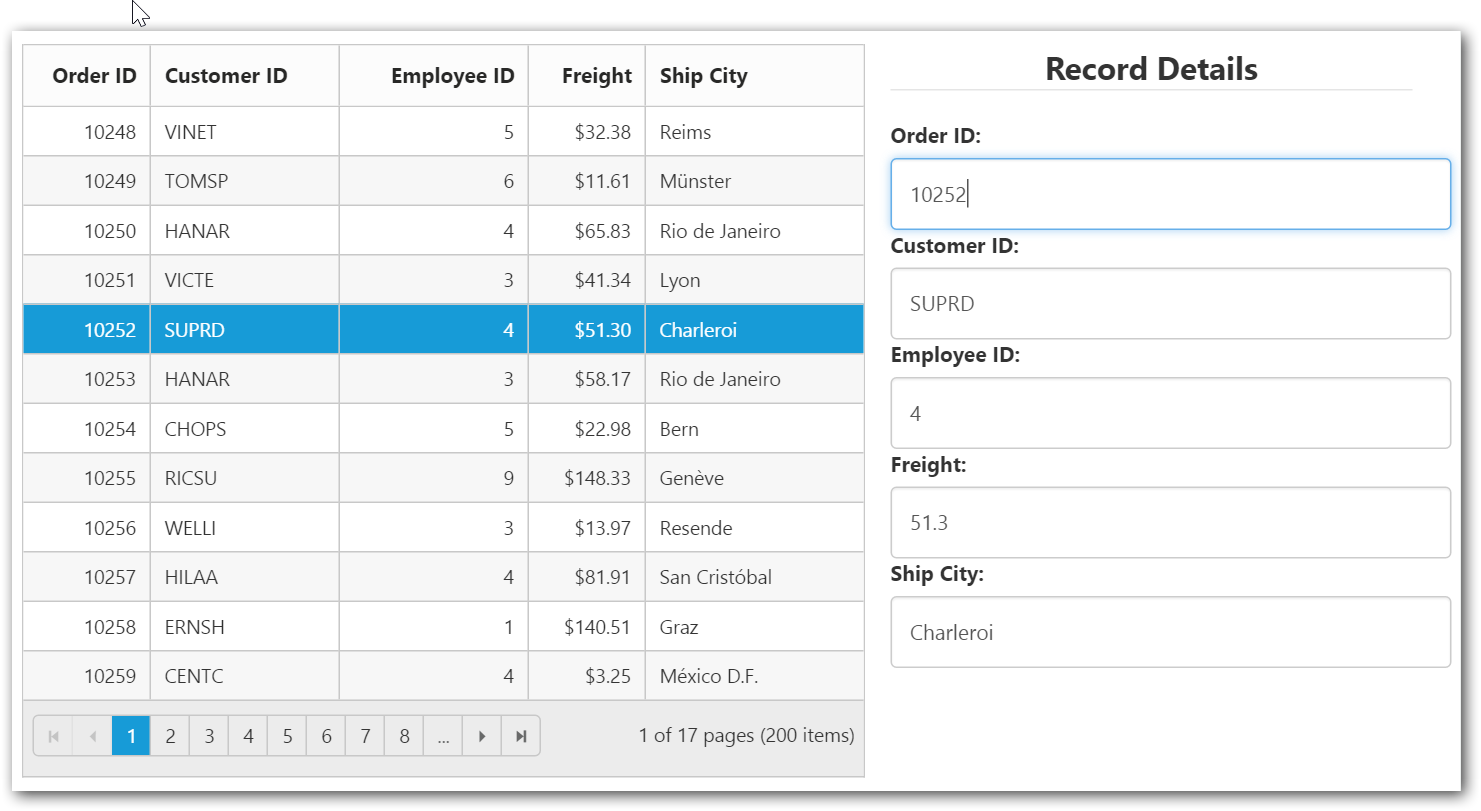 Order ID Customer ID Employee ID Freight Ship City
10248 VINET 5 $32.38 Reims
10249 TOMSP 6 $11.61 Münster
10250 HANAR 4 $65.83 Rio de Janeiro
10251 VICTE 3 $41.34 Lyon
10252 SUPRD 4 $51.30 Charleroi
10253 HANAR 3 $58.17 Rio de Janeiro
10254 CHOPS 5 $22.98 Bern
10255 RICSU 9 $148.33 Genève
10256 WELLI 3 $13.97 Resende
10257 HILAA 4 $81.91 San Cristóbal
10258 ERNSH 1 $140.51 Graz
10259 CENTC 4 $3.25 México D.F.
1 2 3 4 5 6 7 8 ... 1 of 17 pages (200 items)
Record Details
Order ID:
10252
Customer ID:
SUPRD
Employee ID:
4
Freight:
51.3
Ship City:
Charleroi